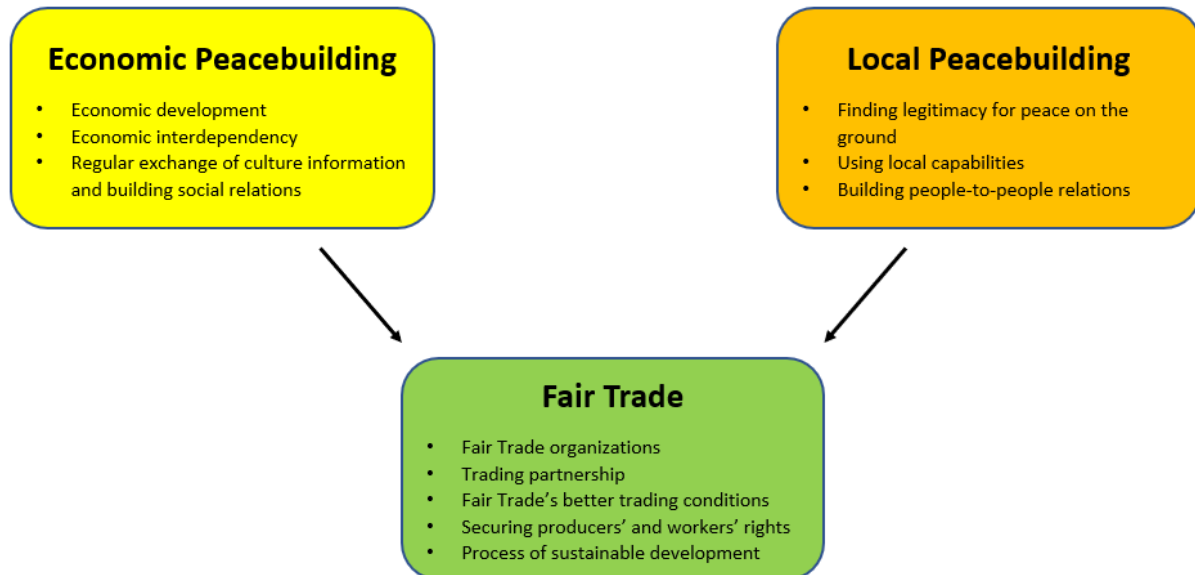 Economic Peacebuilding
• Economic development
• Economic interdependency
• Regular exchange of culture information
and building social relations
Local Peacebuilding
• Finding legitimacy for peace on the
ground
• Using local capabilities
• Building people-to-people relations
Fair Trade
• Fair Trade organizations
• Trading partnership
• Fair Trade’s better trading conditions
• Securing producers’ and workers’ rights
• Process of sustainable development